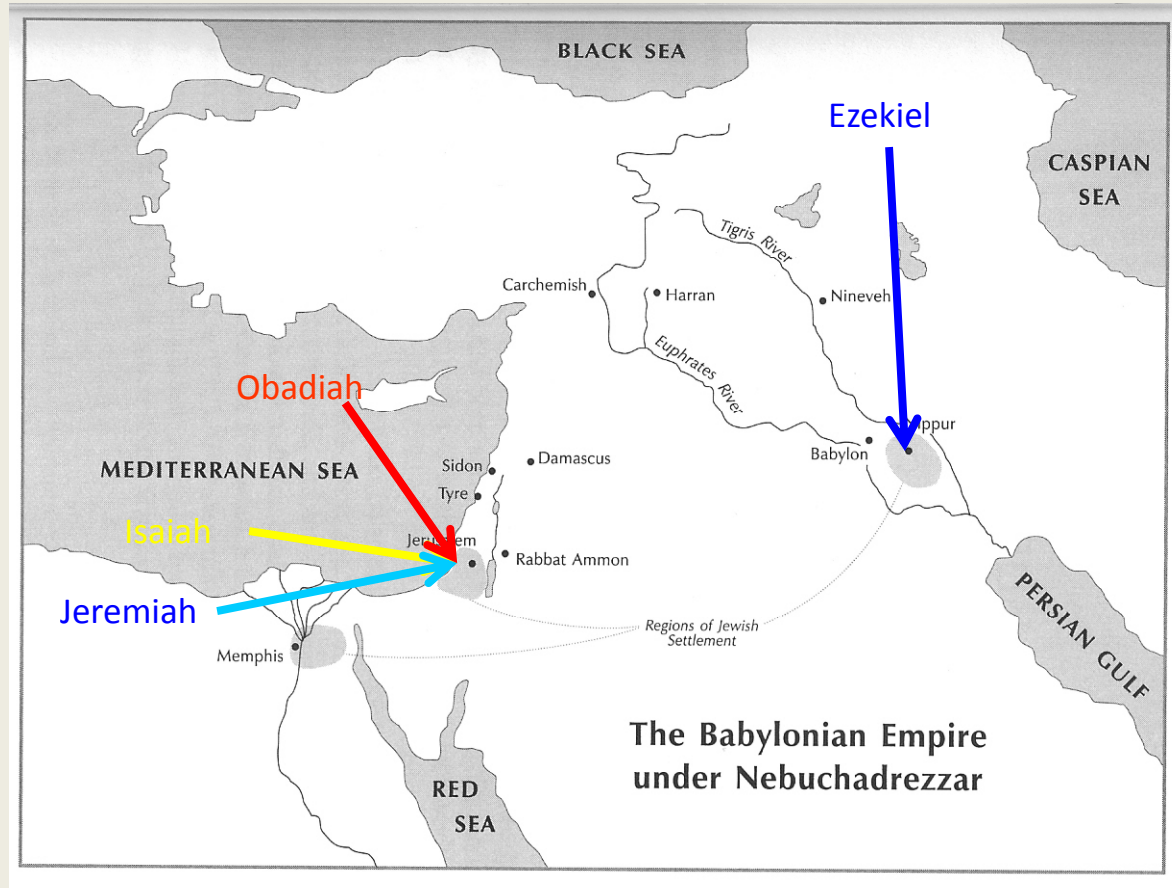 BLACK SEA
Ezekiel
CASPIAN
SEA
Tigris River
Carchemish
Harran
Nineveh
Euphrates River
Obadiah
ippur
Babylon
MEDITERRANEAN SEA
Sidon
Damascus
Tyre
Isaiah
Rabbat Ammon
Jeremiah
PERSIAN GULF
Regions of Jewish
Settlement
Memphis
The Babylonian Empire
under Nebuchadrezzar
RED
SEA